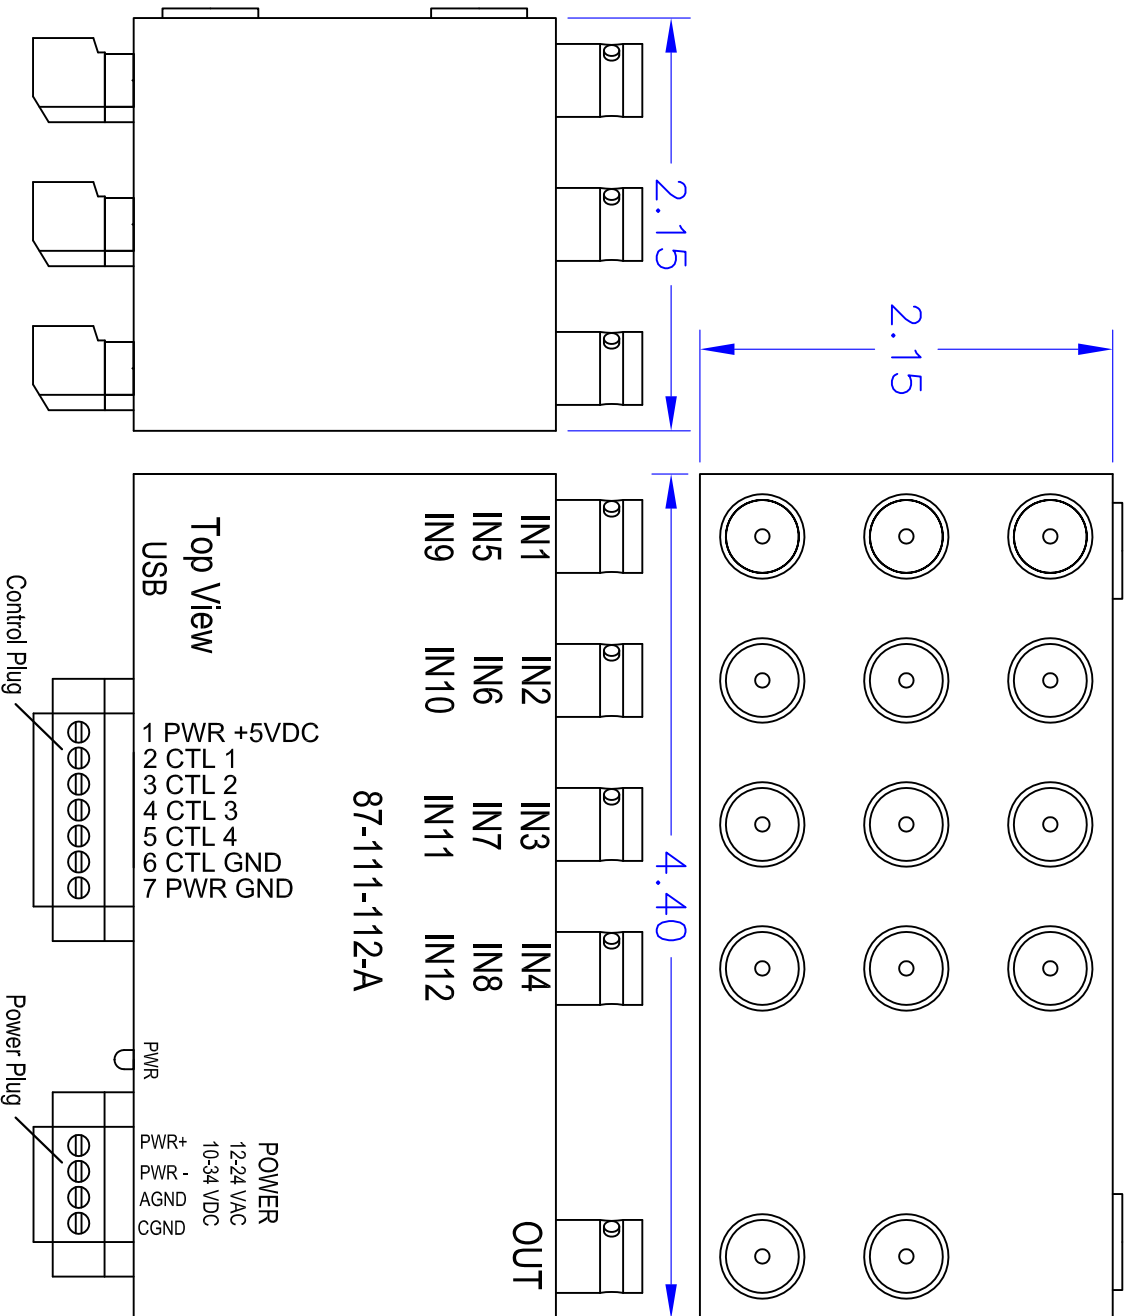 2.15
2.15
4.40
IN1 IN2 IN3 IN4 OUT
IN5 IN6 IN7 IN8
IN9 IN10 IN11 IN12
87-111-112-A
Top View
USB
1 PWR +5VDC
2 CTL 1
3 CTL 2
4 CTL 3
5 CTL 4
6 CTL GND
7 PWR GND
Control Plug
PWR
POWER
12-24 VAC
10-34 VDC
PWR+
PWR -
AGND
CGND
Power Plug